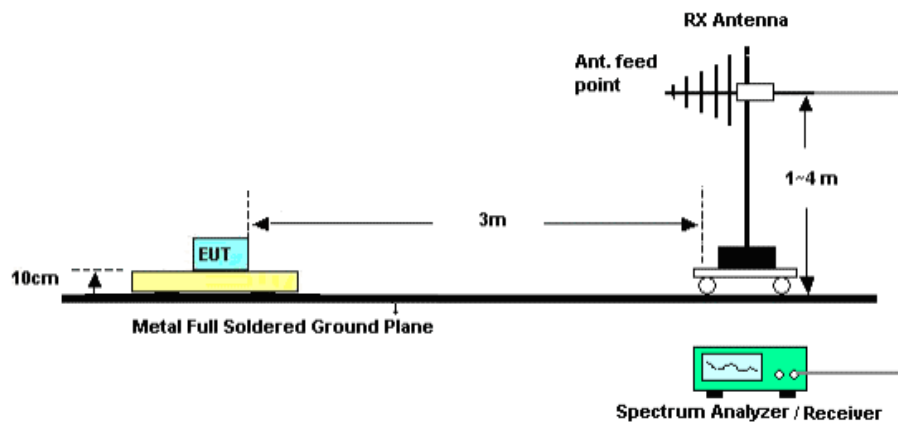 RX Antenna
Ant. feed
point
1~4 m
3m
EUT
10cm
Metal Full Soldered Ground Plane
Spectrum Analyzer / Receiver